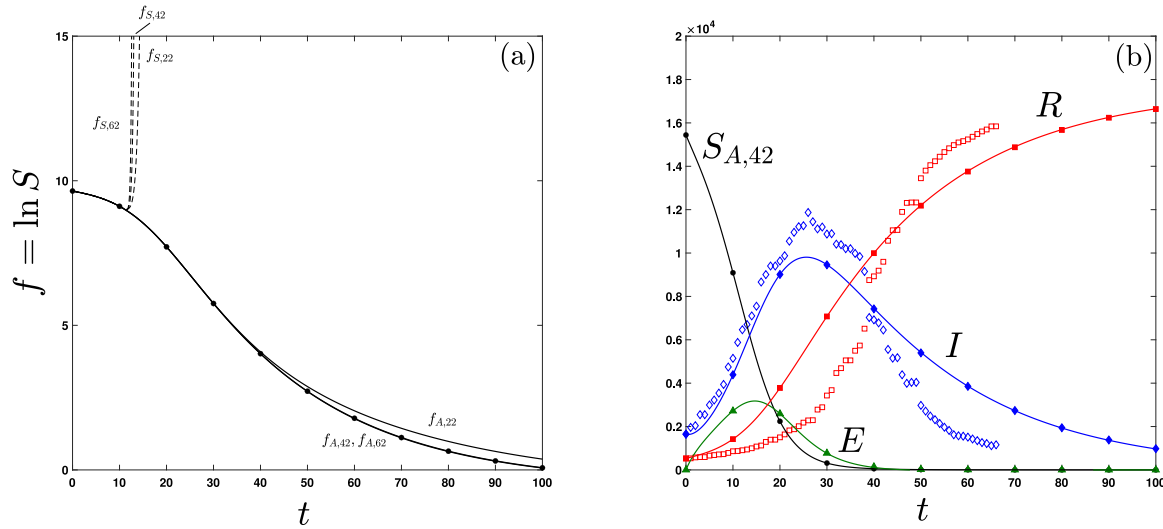 f_{S,42}
15
(a)
f_{S,22}
f_{S,62}
10
f = ln S
5
f_{A,22}
f_{A,42}, f_{A,62}
0
0 10 20 30 40 50 60 70 80 90 100
t
2 ×10⁴
(b)
1.8
R
1.6
S_{A,42}
1.4
1.2
1
0.8
I
0.6
0.4
E
0.2
0
0 10 20 30 40 50 60 70 80 90 100
t